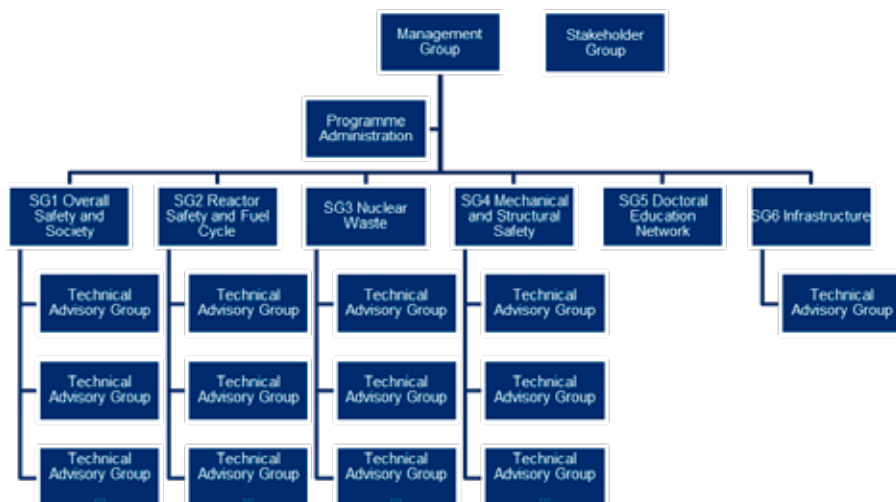 Management
Group
Stakeholder
Group
Programme
Administration
SG1 Overall
Safety and
Society
SG2 Reactor
Safety and Fuel
Cycle
SG3 Nuclear
Waste
SG4 Mechanical
and Structural
Safety
SG5 Doctoral
Education
Network
SG6 Infrastructure
Technical
Advisory Group
Technical
Advisory Group
Technical
Advisory Group
...
Technical
Advisory Group
Technical
Advisory Group
Technical
Advisory Group
...
Technical
Advisory Group
Technical
Advisory Group
Technical
Advisory Group
...
Technical
Advisory Group
Technical
Advisory Group
Technical
Advisory Group
...
Technical
Advisory Group